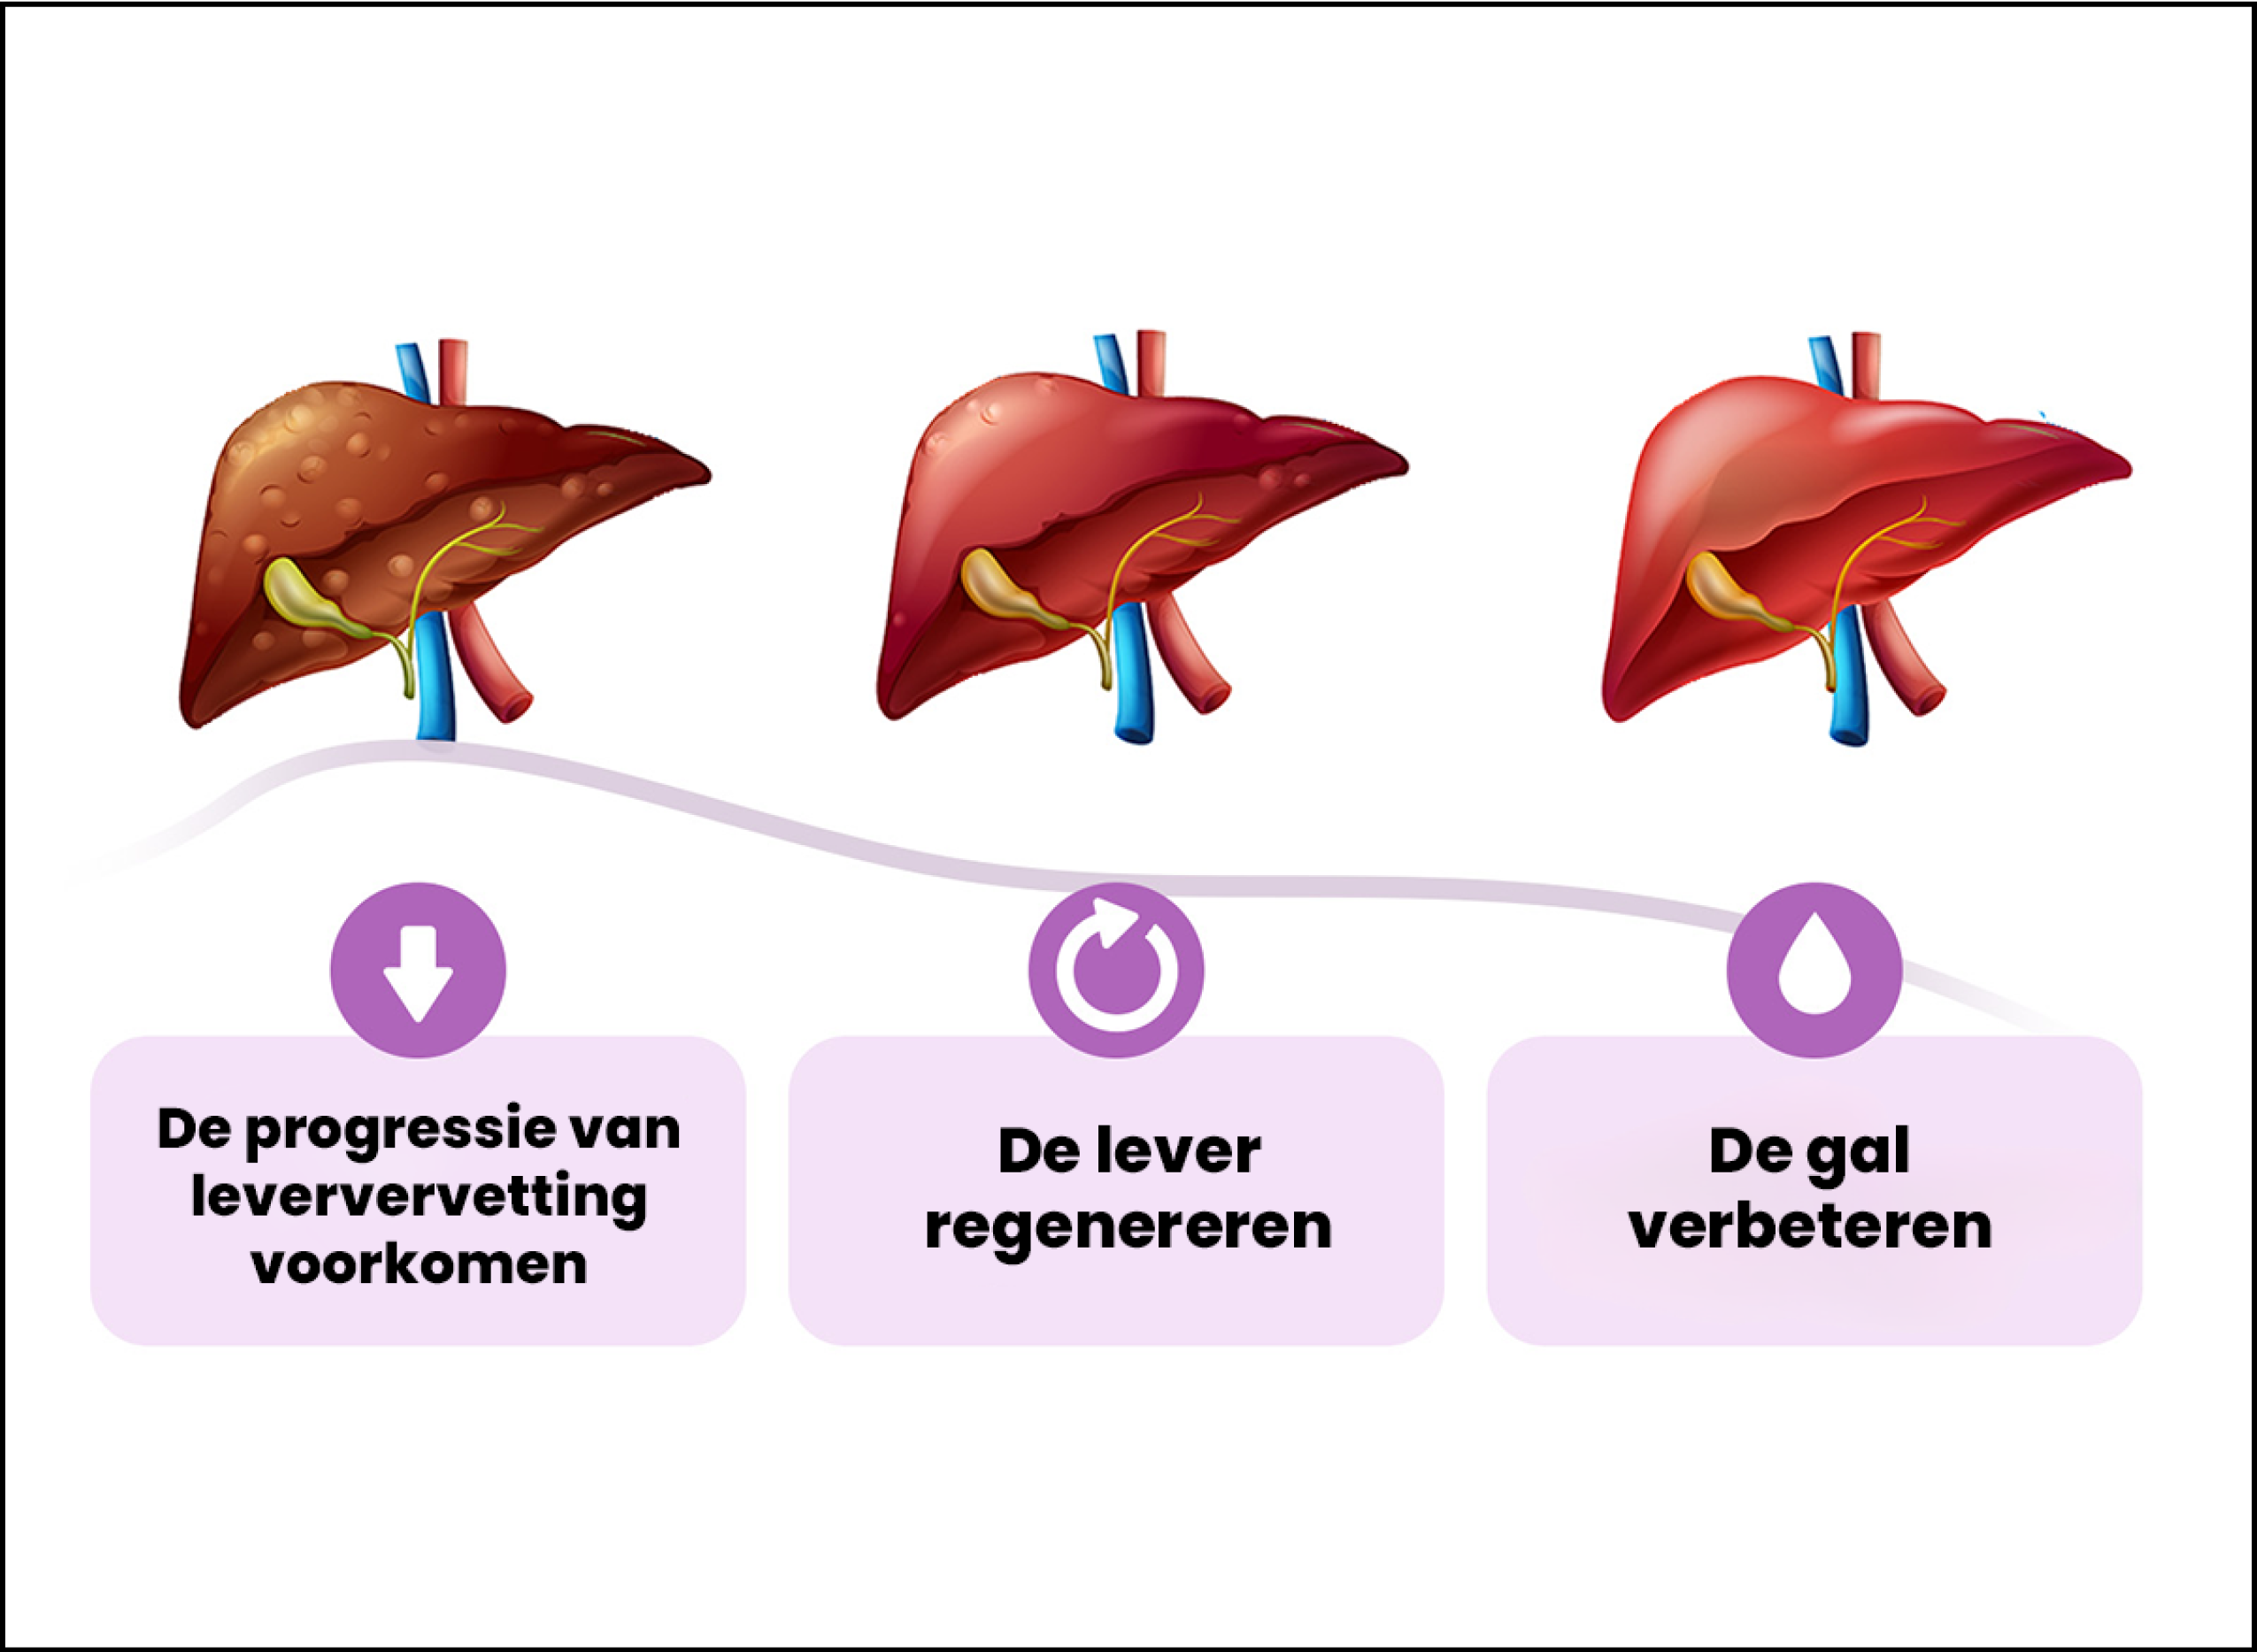 De progressie van
leververvetting
voorkomen
De lever
regenereren
De gal
verbeteren